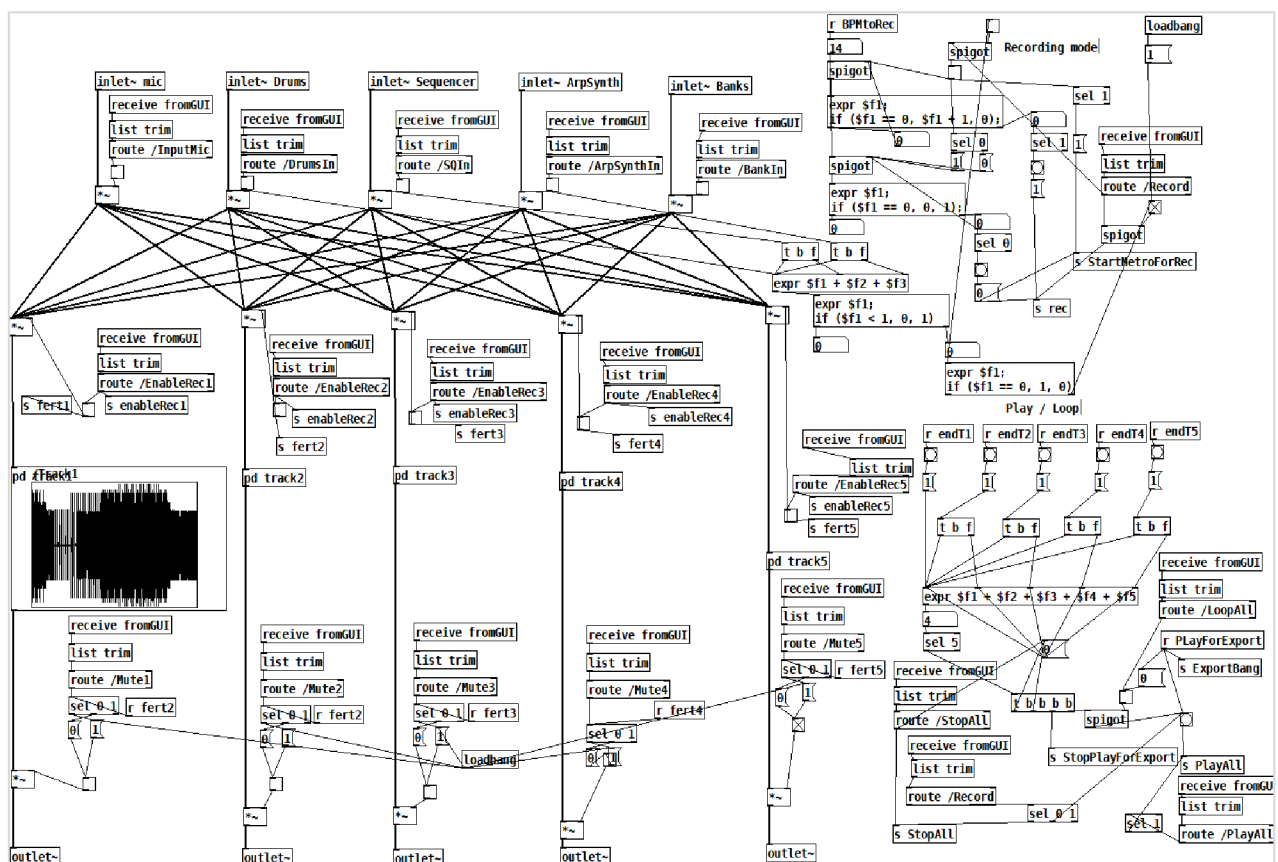 r BPMtoRec
loadbang
14
spigot
Recording mode
1
inlet~ mic
inlet~ Drums
inlet~ Sequencer
inlet~ ArpSynth
inlet~ Banks
spigot
sel 1
receive fromGUI
list trim
route /InputMic
receive fromGUI
list trim
route /DrumsIn
receive fromGUI
list trim
route /SQIn
receive fromGUI
list trim
route /ArpSynthIn
receive fromGUI
list trim
route /BankIn
expr $f1;
if ($f1 == 0, $f1 + 1, 0);
0
0
sel 0
1
0
sel 1
1
1
receive fromGUI
list trim
route /Record
spigot
expr $f1;
if ($f1 == 0, 0, 1);
0
0
sel 0
0
spigot
s StartMetroForRec
s rec
*~
*~
*~
*~
*~
t b f
t b f
expr $f1 + $f2 + $f3
expr $f1;
if ($f1 < 1, 0, 1)
0
0
expr $f1;
if ($f1 == 0, 1, 0)
*~
*~
*~
*~
*~
receive fromGUI
list trim
route /EnableRec1
s fert1
s enableRec1
receive fromGUI
list trim
route /EnableRec2
s enableRec2
s fert2
receive fromGUI
list trim
route /EnableRec3
s enableRec3
s fert3
receive fromGUI
list trim
route /EnableRec4
s enableRec4
s fert4
receive fromGUI
list trim
route /EnableRec5
s enableRec5
s fert5
Play / Loop
r endT1
r endT2
r endT3
r endT4
r endT5
1
1
1
1
1
t b f
t b f
t b f
t b f
expr $f1 + $f2 + $f3 + $f4 + $f5
4
sel 5
0
pd track1
/Track1
pd track2
pd track3
pd track4
pd track5
receive fromGUI
list trim
route /LoopAll
r PLayForExport
s ExportBang
0
t b b b b
spigot
s StopPlayForExport
s PlayAll
receive fromGUI
list trim
route /StopAll
receive fromGUI
list trim
route /Record
sel 0 1
s StopAll
receive fromGU
list trim
route /PlayAll
sel 1
receive fromGUI
list trim
route /Mute1
sel 0 1
r fert2
0
1
receive fromGUI
list trim
route /Mute2
sel 0 1
r fert2
0
1
receive fromGUI
list trim
route /Mute3
sel 0 1
r fert3
0
1
receive fromGUI
list trim
route /Mute4
r fert4
sel 0 1
0
1
receive fromGUI
list trim
route /Mute5
sel 0 1
r fert5
0
1
loadbang
*~
*~
*~
*~
*~
outlet~
outlet~
outlet~
outlet~
outlet~